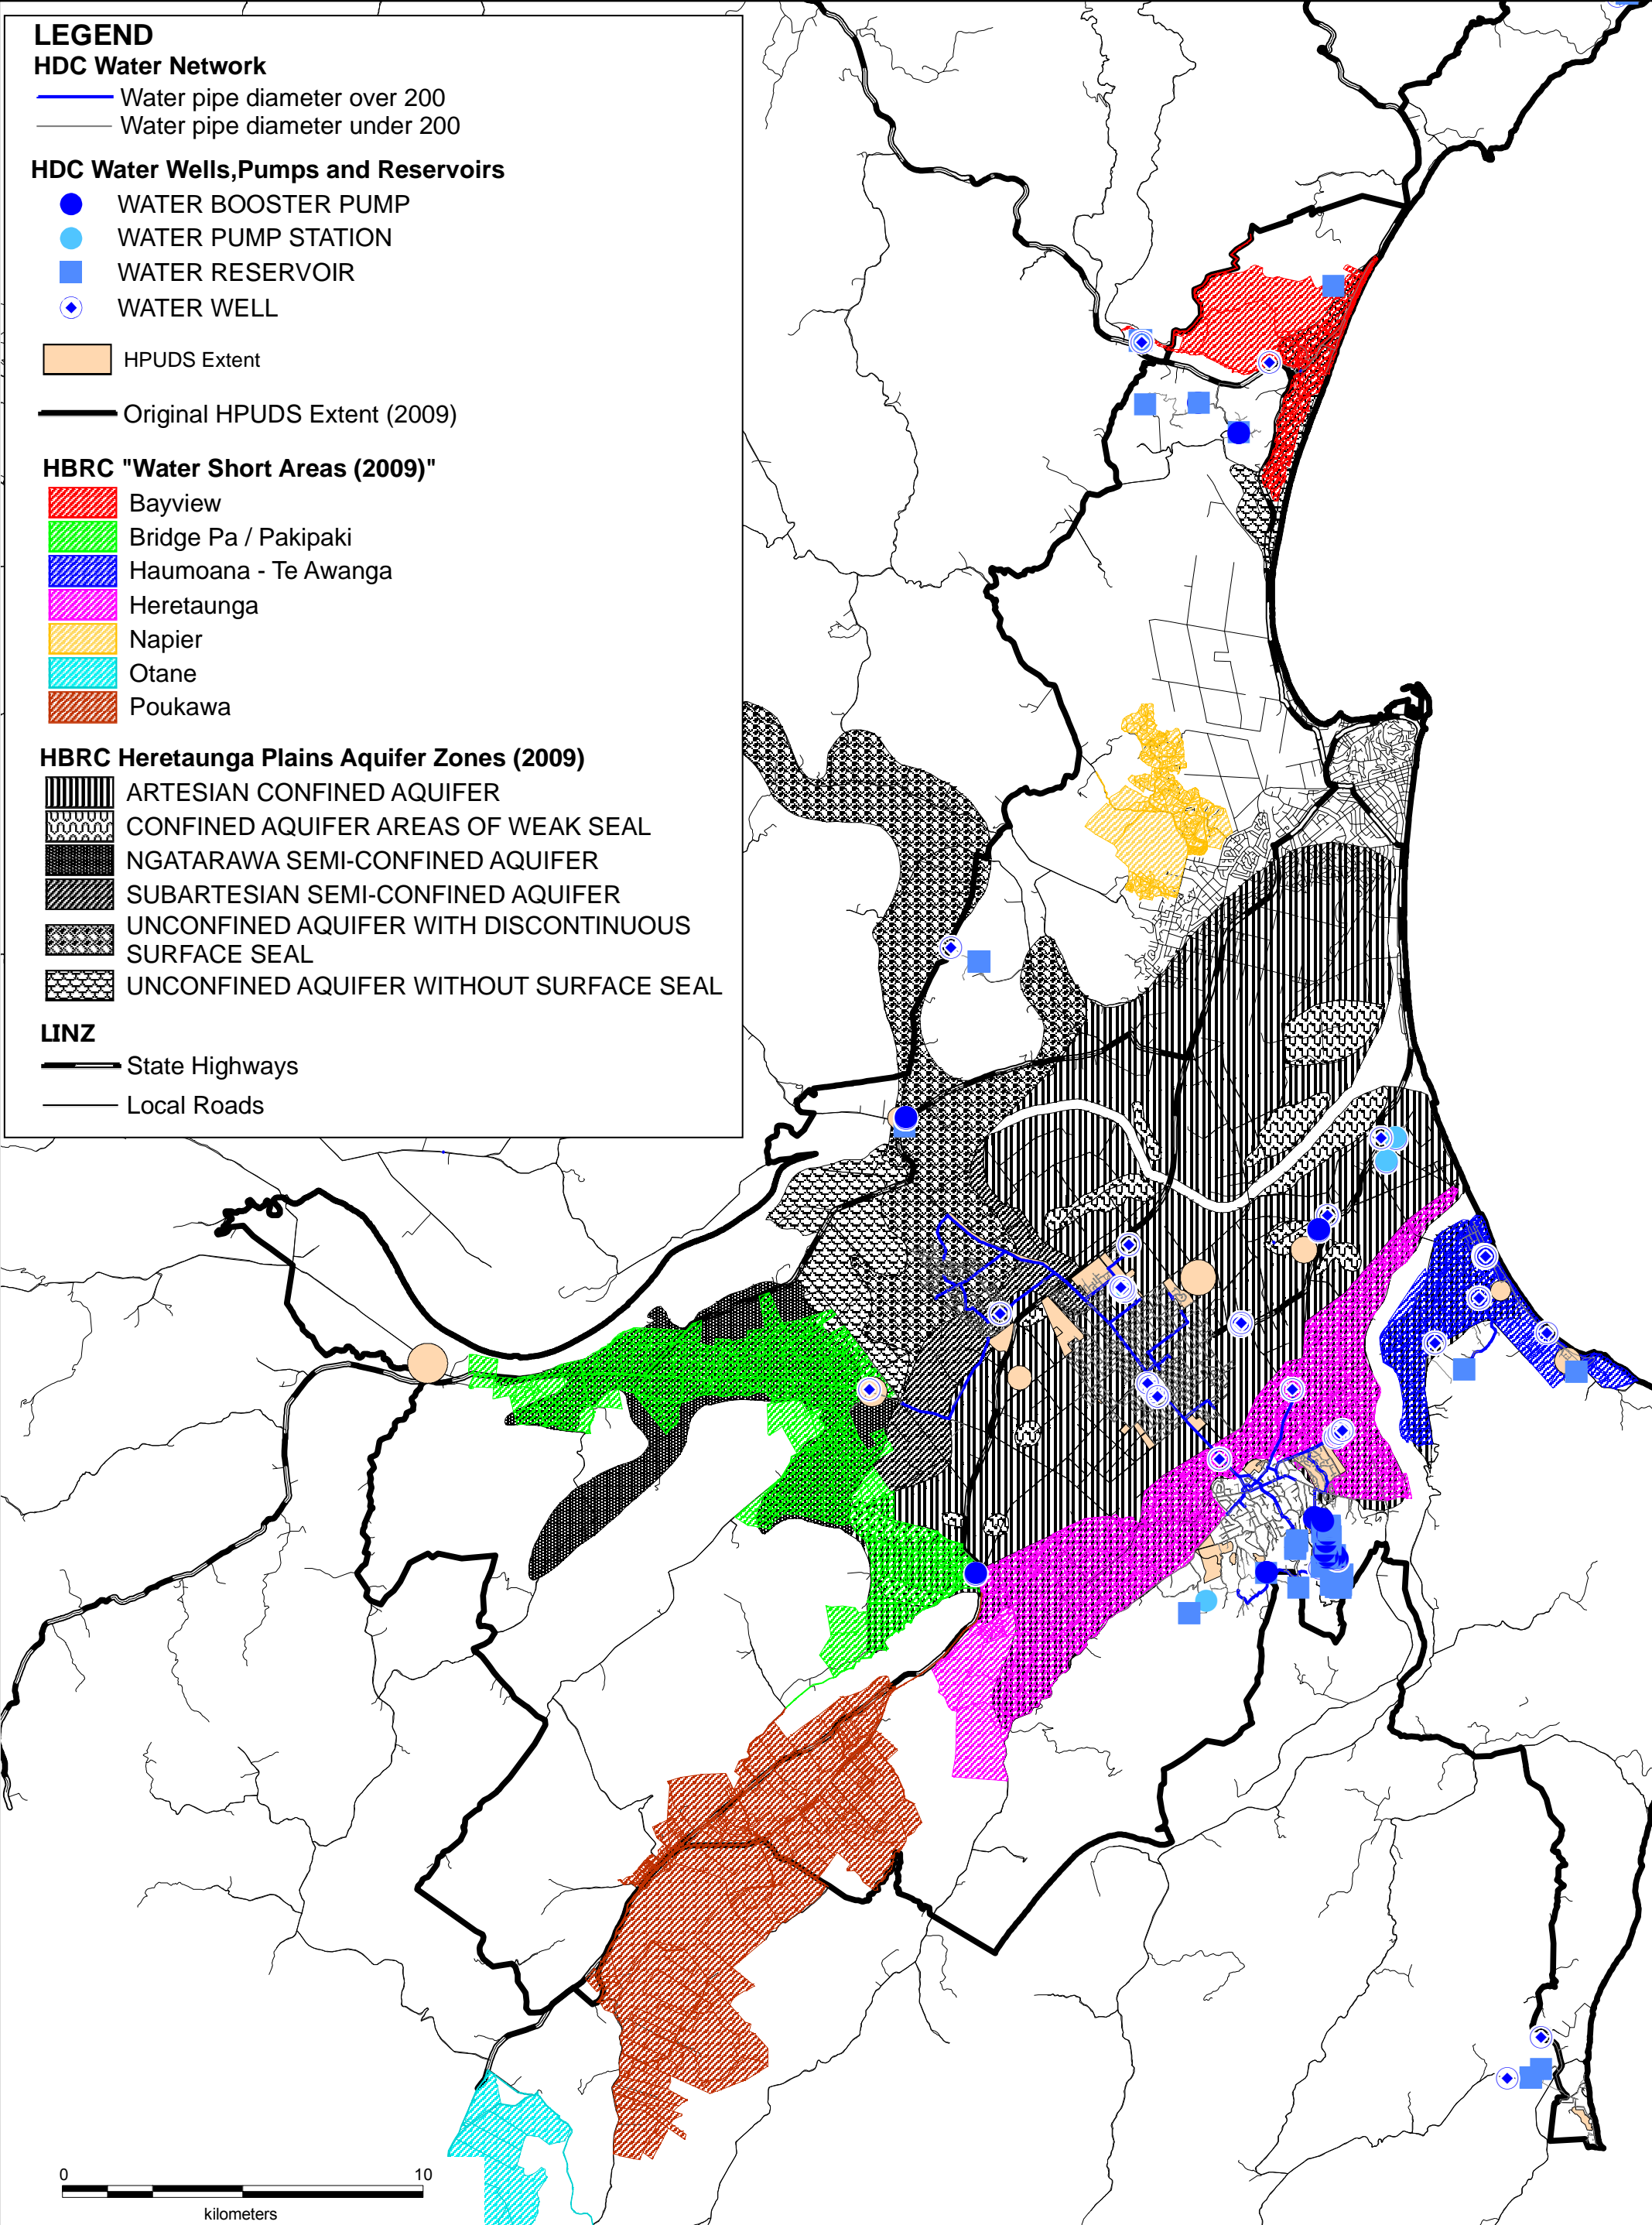 LEGEND
HDC Water Network
Water pipe diameter over 200
Water pipe diameter under 200
HDC Water Wells,Pumps and Reservoirs
WATER BOOSTER PUMP
WATER PUMP STATION
WATER RESERVOIR
WATER WELL
HPUDS Extent
Original HPUDS Extent (2009)
HBRC "Water Short Areas (2009)"
Bayview
Bridge Pa / Pakipaki
Haumoana - Te Awanga
Heretaunga
Napier
Otane
Poukawa
HBRC Heretaunga Plains Aquifer Zones (2009)
ARTESIAN CONFINED AQUIFER
CONFINED AQUIFER AREAS OF WEAK SEAL
NGATARAWA SEMI-CONFINED AQUIFER
SUBARTESIAN SEMI-CONFINED AQUIFER
UNCONFINED AQUIFER WITH DISCONTINUOUS
SURFACE SEAL
UNCONFINED AQUIFER WITHOUT SURFACE SEAL
LINZ
State Highways
Local Roads
0 10
kilometers